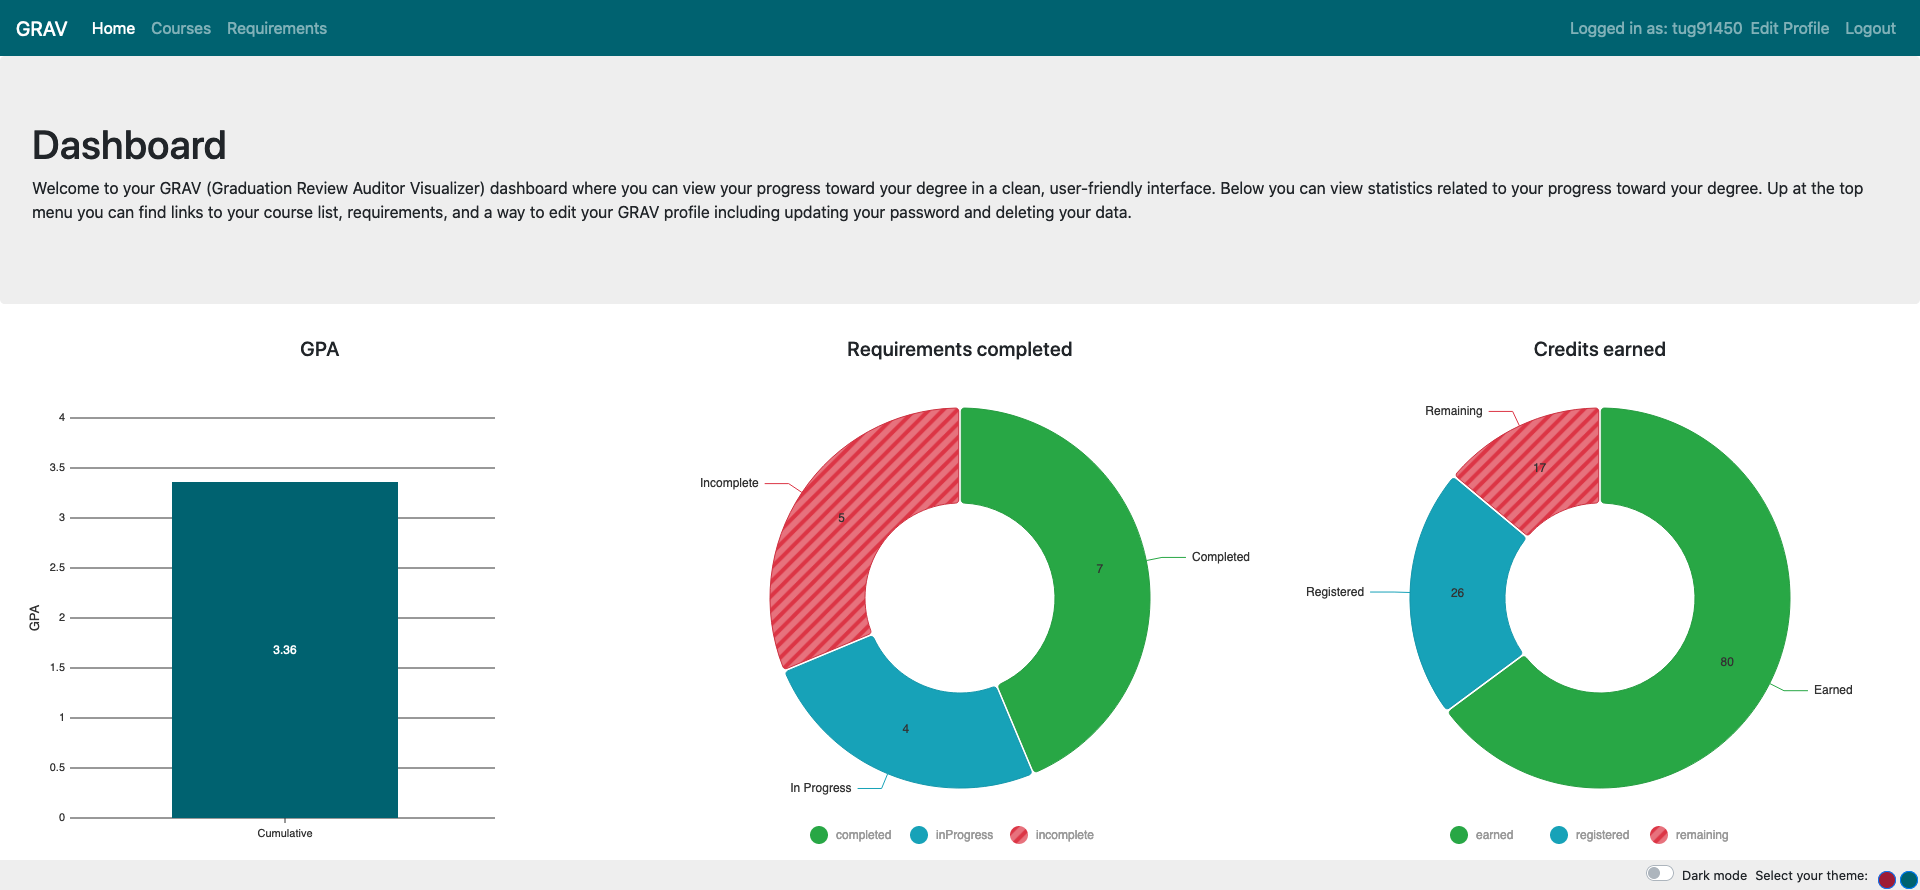 GRAV Home Courses Requirements Logged in as: tug91450 Edit Profile Logout
Dashboard
Welcome to your GRAV (Graduation Review Auditor Visualizer) dashboard where you can view your progress toward your degree in a clean, user-friendly interface. Below you can view statistics related to your progress toward your degree. Up at the top
menu you can find links to your course list, requirements, and a way to edit your GRAV profile including updating your password and deleting your data.
GPA
4
3.5
3
2.5
2
1.5
1
0.5
0
GPA
3.36
Cumulative
Requirements completed
Incomplete
5
7
Completed
4
In Progress
completed inProgress incomplete
Credits earned
Remaining
17
Registered
26
80
Earned
earned registered remaining
Dark mode Select your theme: